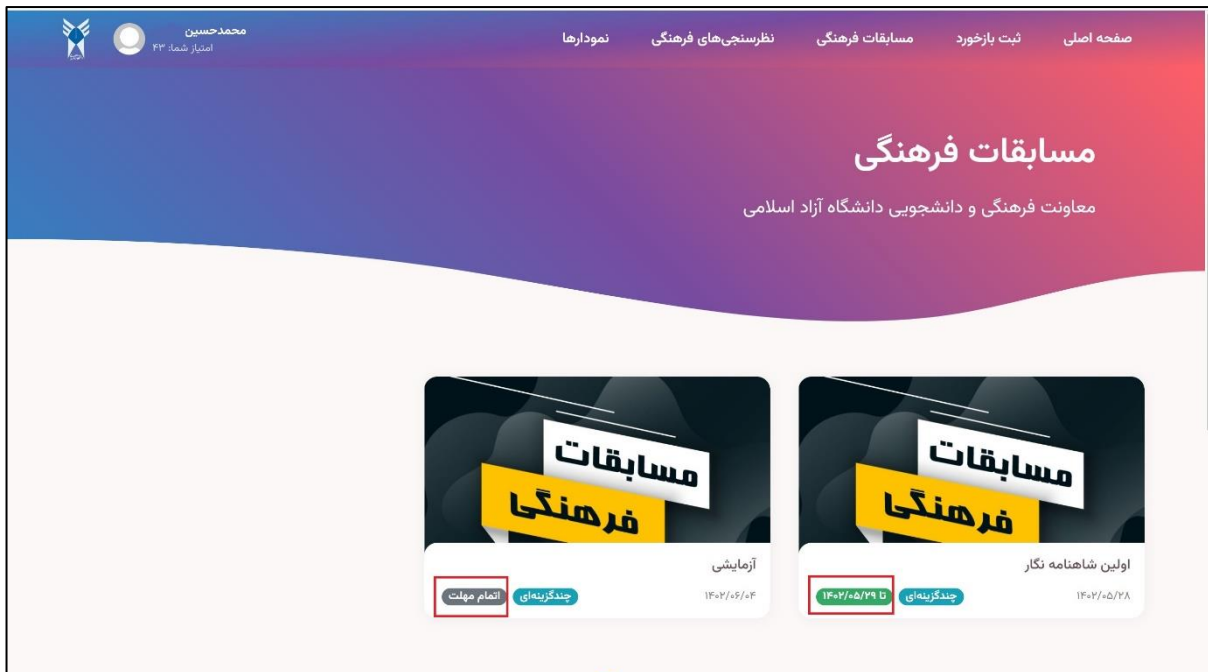 صفحه اصلی ثبت بازخورد مسابقات فرهنگی نظرسنجی‌های فرهنگی نمودارها
محمدحسین
امتیاز شما: ۴۳
مسابقات فرهنگی
معاونت فرهنگی و دانشجویی دانشگاه آزاد اسلامی
مسابقات
فرهنگی
اولین شاهنامه نگار
۱۴۰۲/۰۵/۲۸ چندگزینه‌ای تا ۱۴۰۲/۰۵/۲۹
مسابقات
فرهنگی
آزمایشی
۱۴۰۲/۰۶/۰۴ چندگزینه‌ای اتمام مهلت